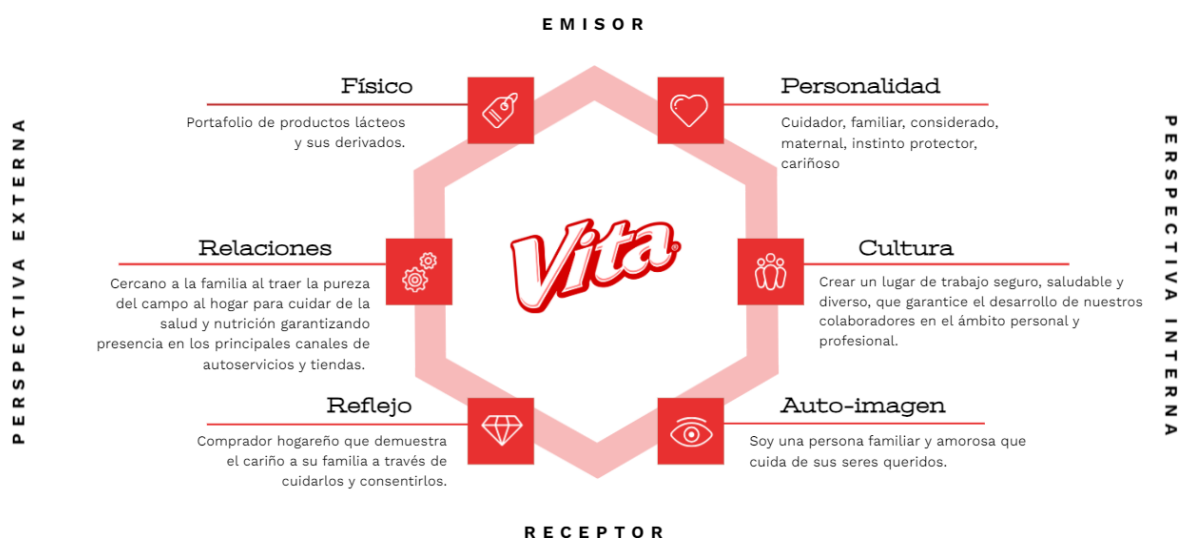 EMISOR
PERSPECTIVA EXTERNA
Físico
Portafolio de productos lácteos
y sus derivados.
Personalidad
Cuidador, familiar, considerado,
maternal, instinto protector,
cariñoso
Relaciones
Cercano a la familia al traer la pureza
del campo al hogar para cuidar de la
salud y nutrición garantizando
presencia en los principales canales de
autoservicios y tiendas.
Vita®
Cultura
Crear un lugar de trabajo seguro, saludable y
diverso, que garantice el desarrollo de nuestros
colaboradores en el ámbito personal y
profesional.
Reflejo
Comprador hogareño que demuestra
el cariño a su familia a través de
cuidarlos y consentirlos.
Auto-imagen
Soy una persona familiar y amorosa que
cuida de sus seres queridos.
PERSPECTIVA INTERNA
RECEPTOR